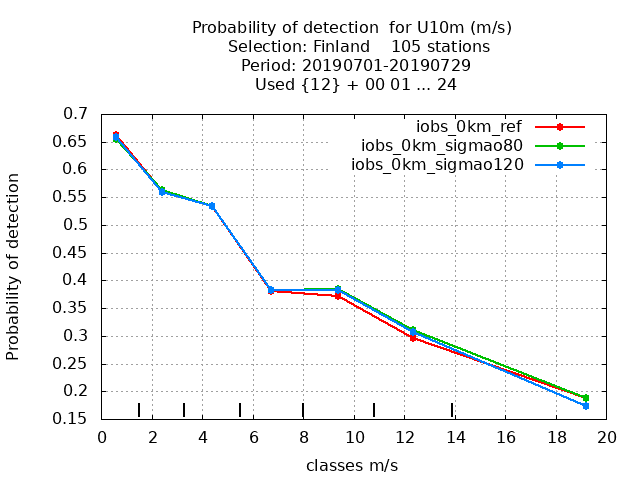 Probability of detection  for U10m (m/s)
Selection: Finland    105 stations
Period: 20190701-20190729
Used {12} + 00 01 ... 24
iobs_0km_ref
iobs_0km_sigmao80
iobs_0km_sigmao120
Probability of detection
0.7
0.65
0.6
0.55
0.5
0.45
0.4
0.35
0.3
0.25
0.2
0.15
0 2 4 6 8 10 12 14 16 18 20
classes m/s